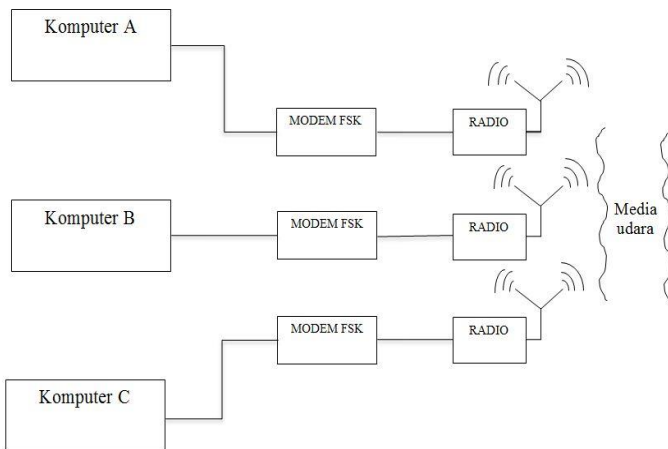 Komputer A
MODEM FSK
RADIO
Komputer B
MODEM FSK
RADIO
Media
udara
MODEM FSK
RADIO
Komputer C